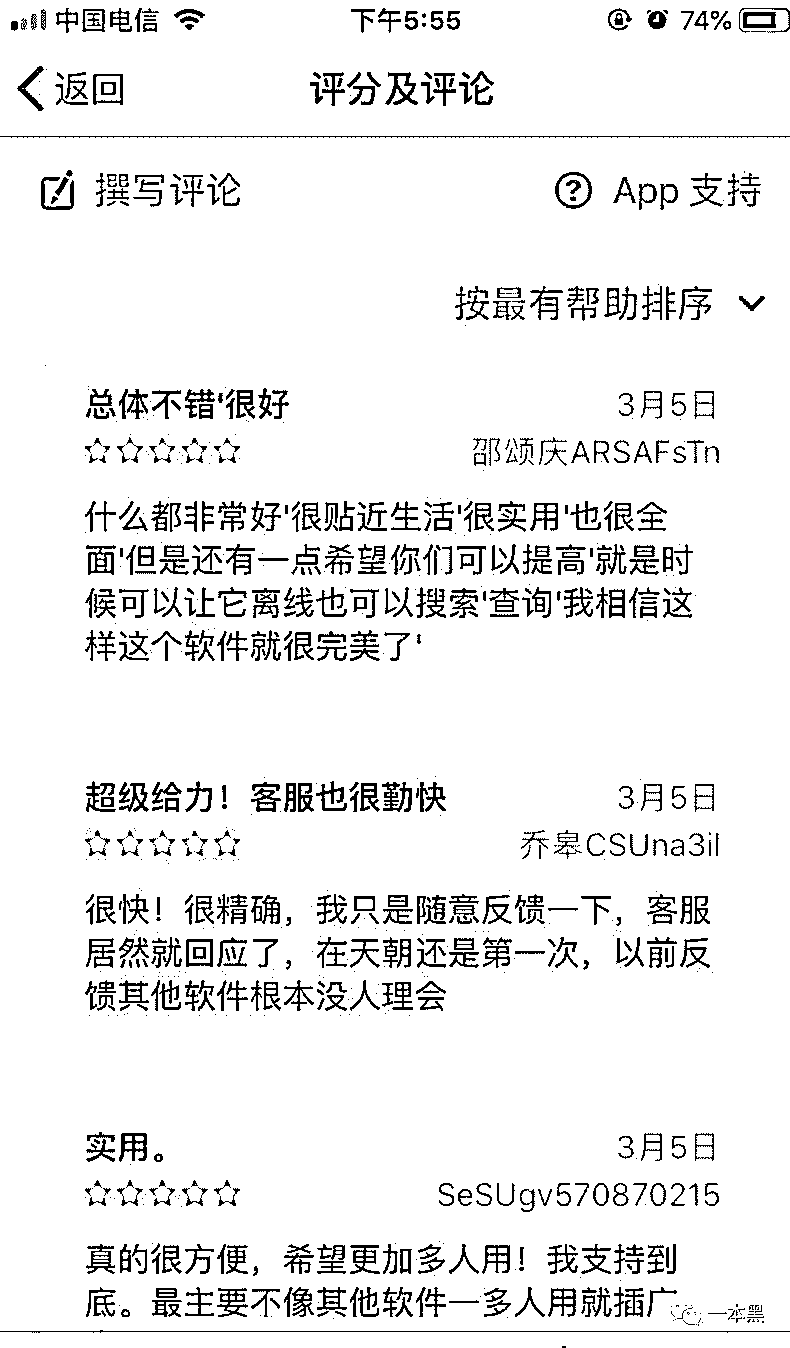 中国电信 下午5:55 74%
返回 评分及评论
撰写评论 App 支持
按最有帮助排序
总体不错'很好 3月5日
邵颂庆ARSAFsTn
什么都非常好'很贴近生活'很实用'也很全
面'但是还有一点希望你们可以提高'就是时
候可以让它离线也可以搜索'查询'我相信这
样这个软件就很完美了'
超级给力！客服也很勤快 3月5日
乔皋CSUna3il
很快！很精确，我只是随意反馈一下，客服
居然就回应了，在天朝还是第一次，以前反
馈其他软件根本没人理会
实用。 3月5日
SeSUgv570870215
真的很方便，希望更加多人用！我支持到
底。最主要不像其他软件一多人用就插广
一本黑